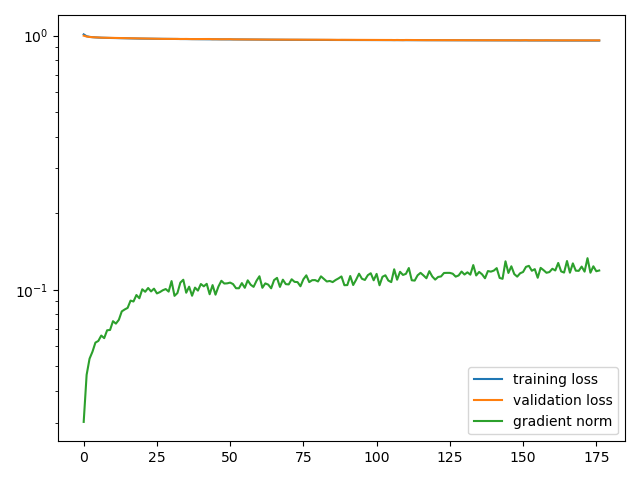 10⁰
10⁻¹
training loss
validation loss
gradient norm
0 25 50 75 100 125 150 175